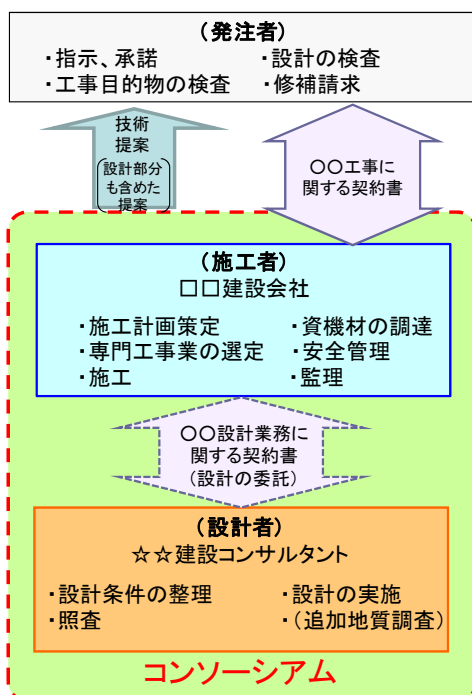 (発注者)
・指示、承諾 ・設計の検査
・工事目的物の検査 ・修補請求
技術
提案
設計部分
も含めた
提案
〇〇工事に
関する契約書
(施工者)
□□建設会社
・施工計画策定 ・資機材の調達
・専門工事業の選定 ・安全管理
・施工 ・監理
〇〇設計業務に
関する契約書
(設計の委託)
(設計者)
☆☆建設コンサルタント
・設計条件の整理 ・設計の実施
・照査 ・(追加地質調査)
コンソーシアム